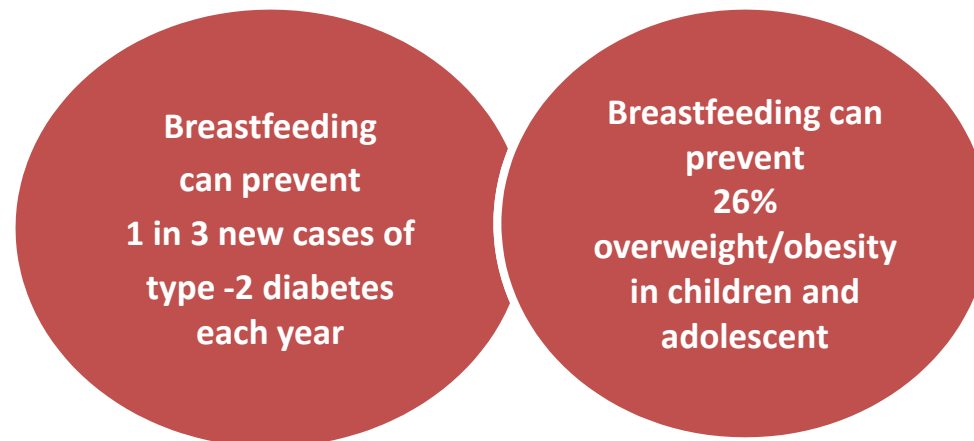 Breastfeeding
can prevent
1 in 3 new cases of
type -2 diabetes
each year
Breastfeeding can
prevent
26%
overweight/obesity
in children and
adolescent